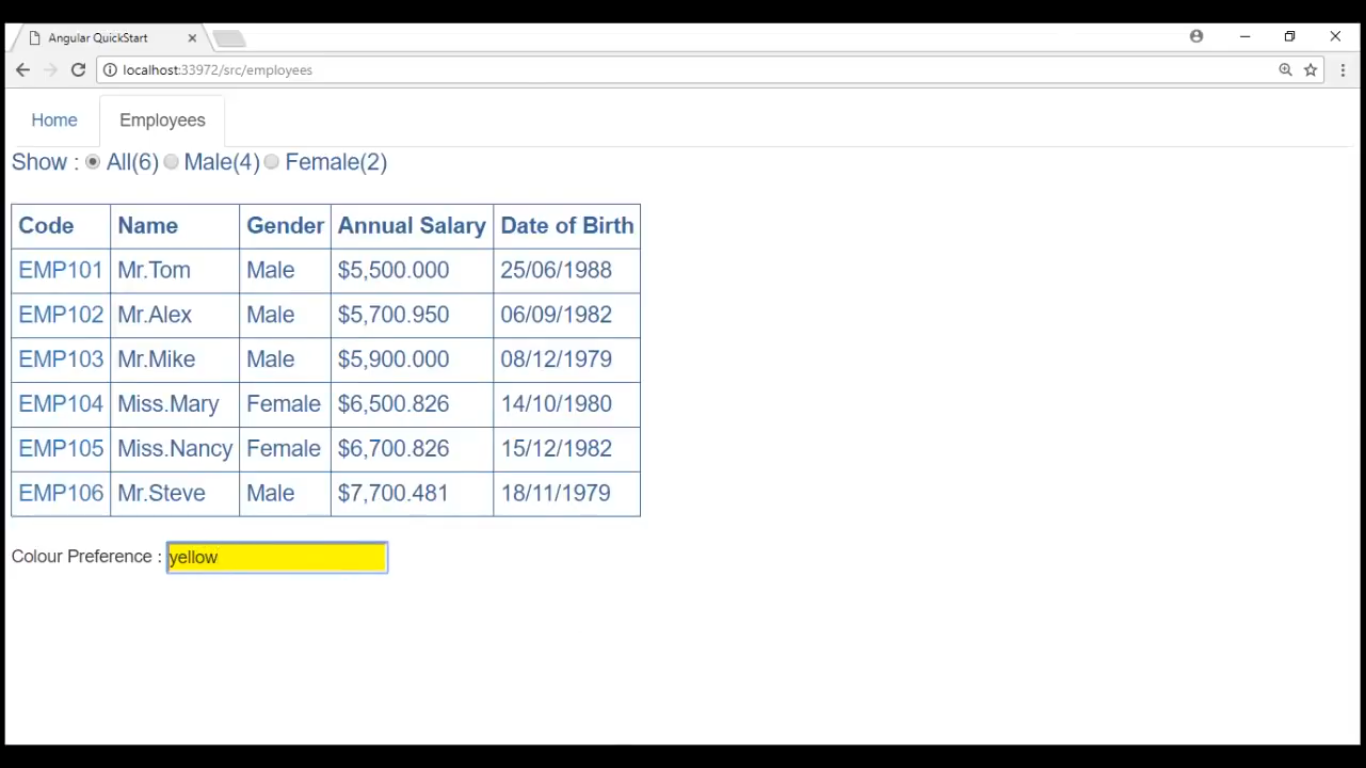 Angular QuickStart
localhost:33972/src/employees
Home Employees
Show : All(6) Male(4) Female(2)
Code Name Gender Annual Salary Date of Birth
EMP101 Mr.Tom Male $5,500.000 25/06/1988
EMP102 Mr.Alex Male $5,700.950 06/09/1982
EMP103 Mr.Mike Male $5,900.000 08/12/1979
EMP104 Miss.Mary Female $6,500.826 14/10/1980
EMP105 Miss.Nancy Female $6,700.826 15/12/1982
EMP106 Mr.Steve Male $7,700.481 18/11/1979
Colour Preference : yellow